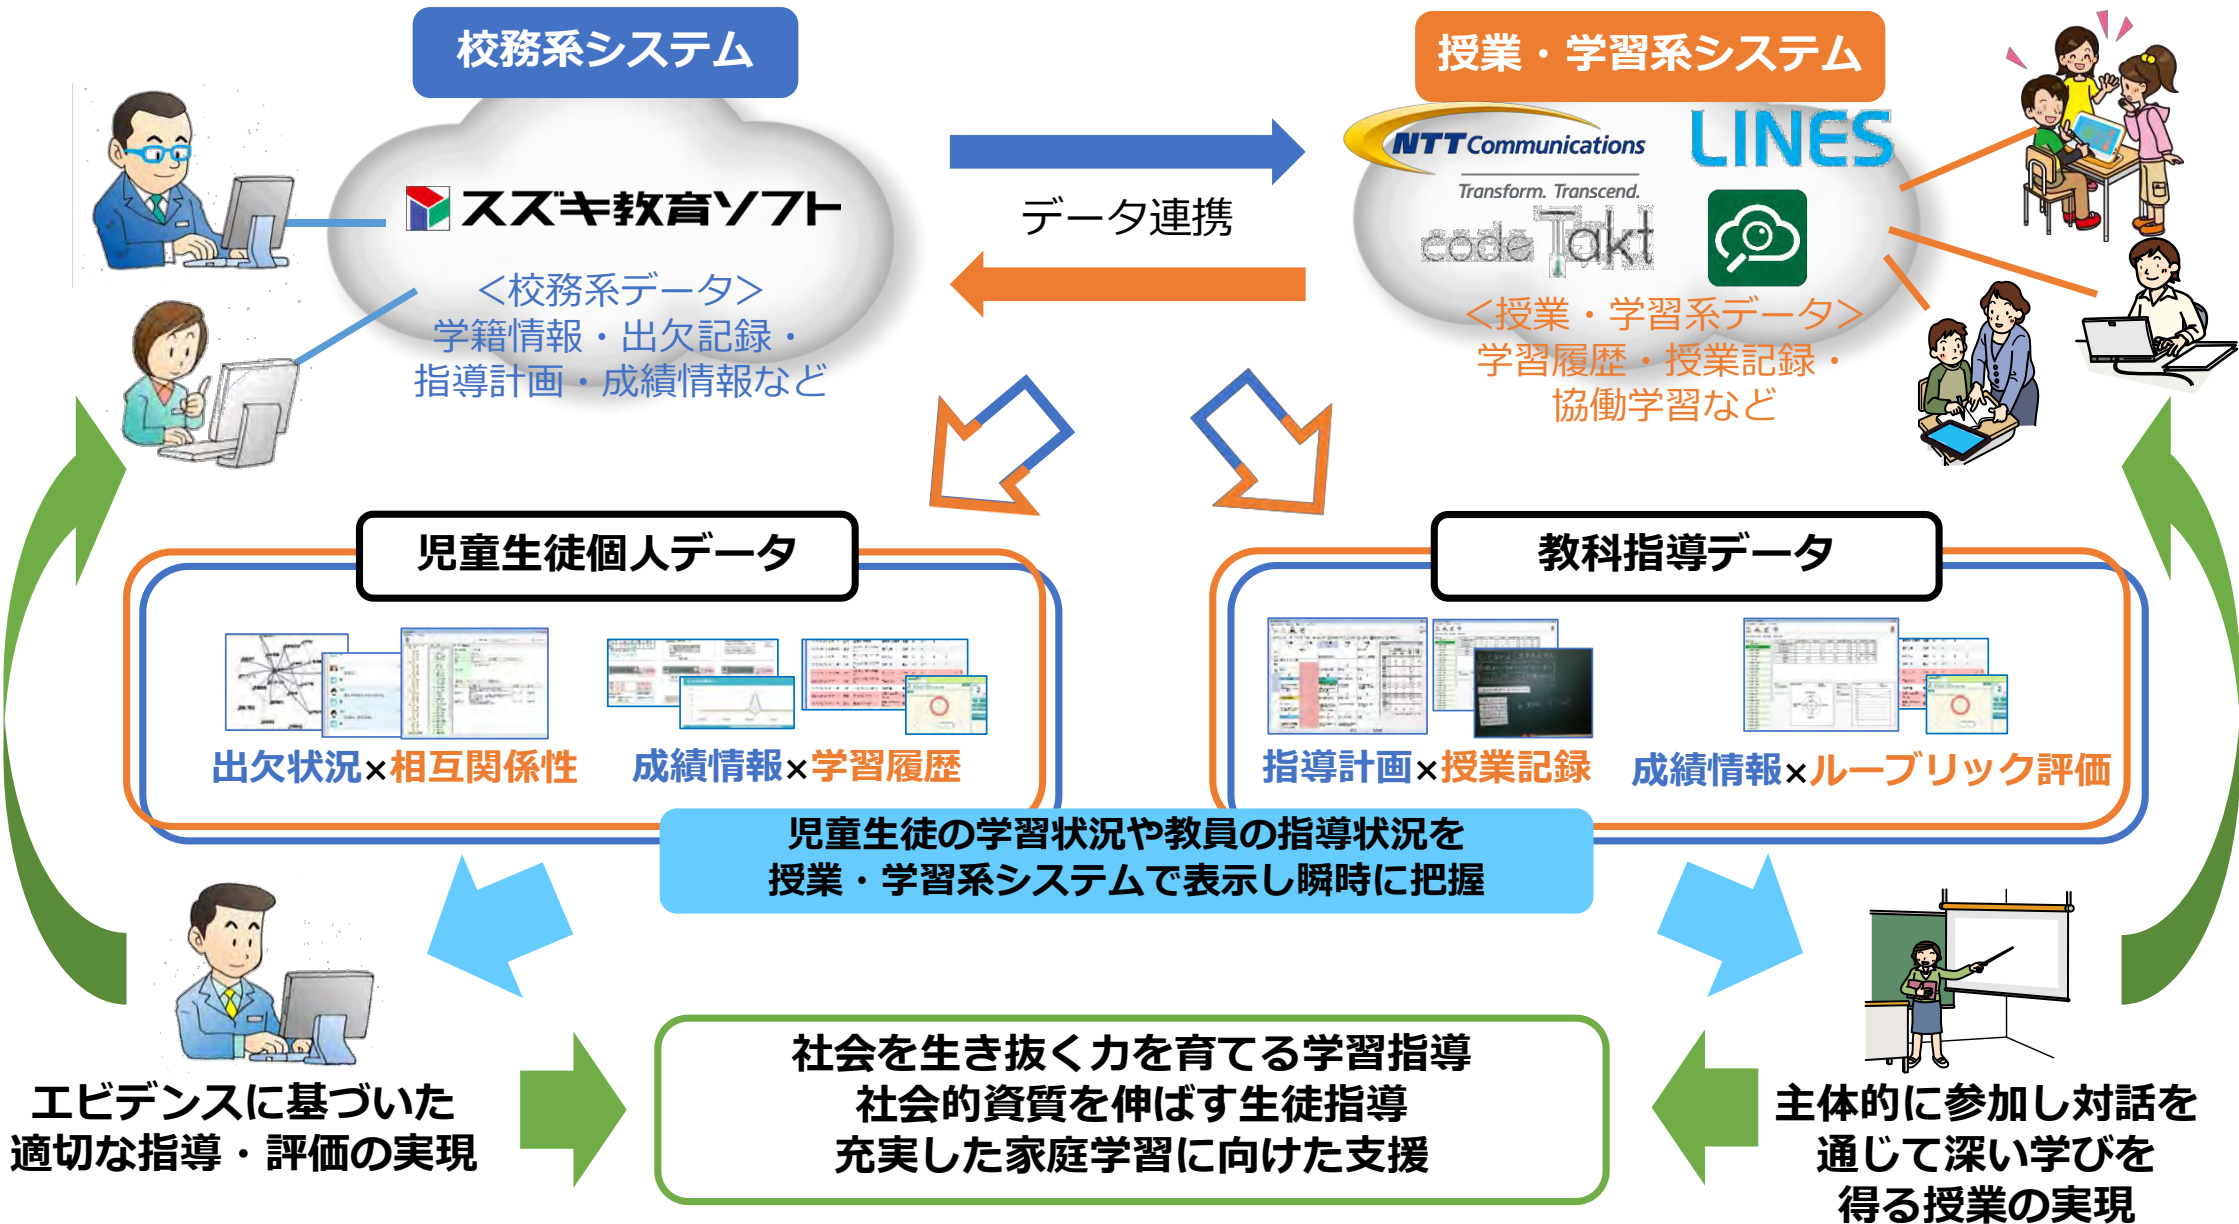 校務系システム
授業・学習系システム
NTT Communications
Transform. Transcend.
LINES
code Takt
スズキ教育ソフト
データ連携
<校務系データ>
学籍情報・出欠記録・
指導計画・成績情報など
<授業・学習系データ>
学習履歴・授業記録・
協働学習など
児童生徒個人データ
教科指導データ
出欠状況×相互関係性
成績情報×学習履歴
指導計画×授業記録
成績情報×ルーブリック評価
児童生徒の学習状況や教員の指導状況を
授業・学習系システムで表示し瞬時に把握
エビデンスに基づいた
適切な指導・評価の実現
社会を生き抜く力を育てる学習指導
社会的資質を伸ばす生徒指導
充実した家庭学習に向けた支援
主体的に参加し対話を
通じて深い学びを
得る授業の実現